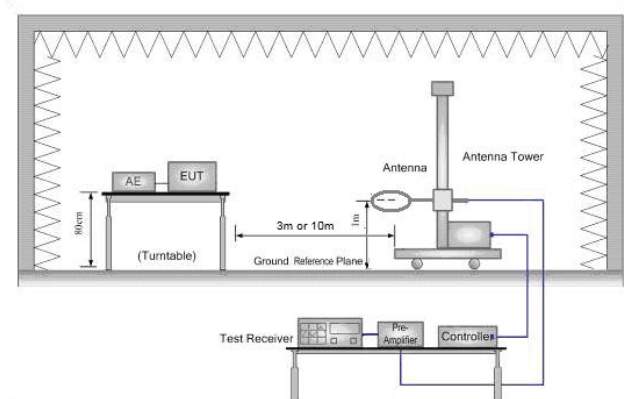 Antenna
Antenna Tower
AE
EUT
80cm
3m or 10m
1m
(Turntable)
Ground Reference Plane
Test Receiver
Pre-
Amplifier
Controller